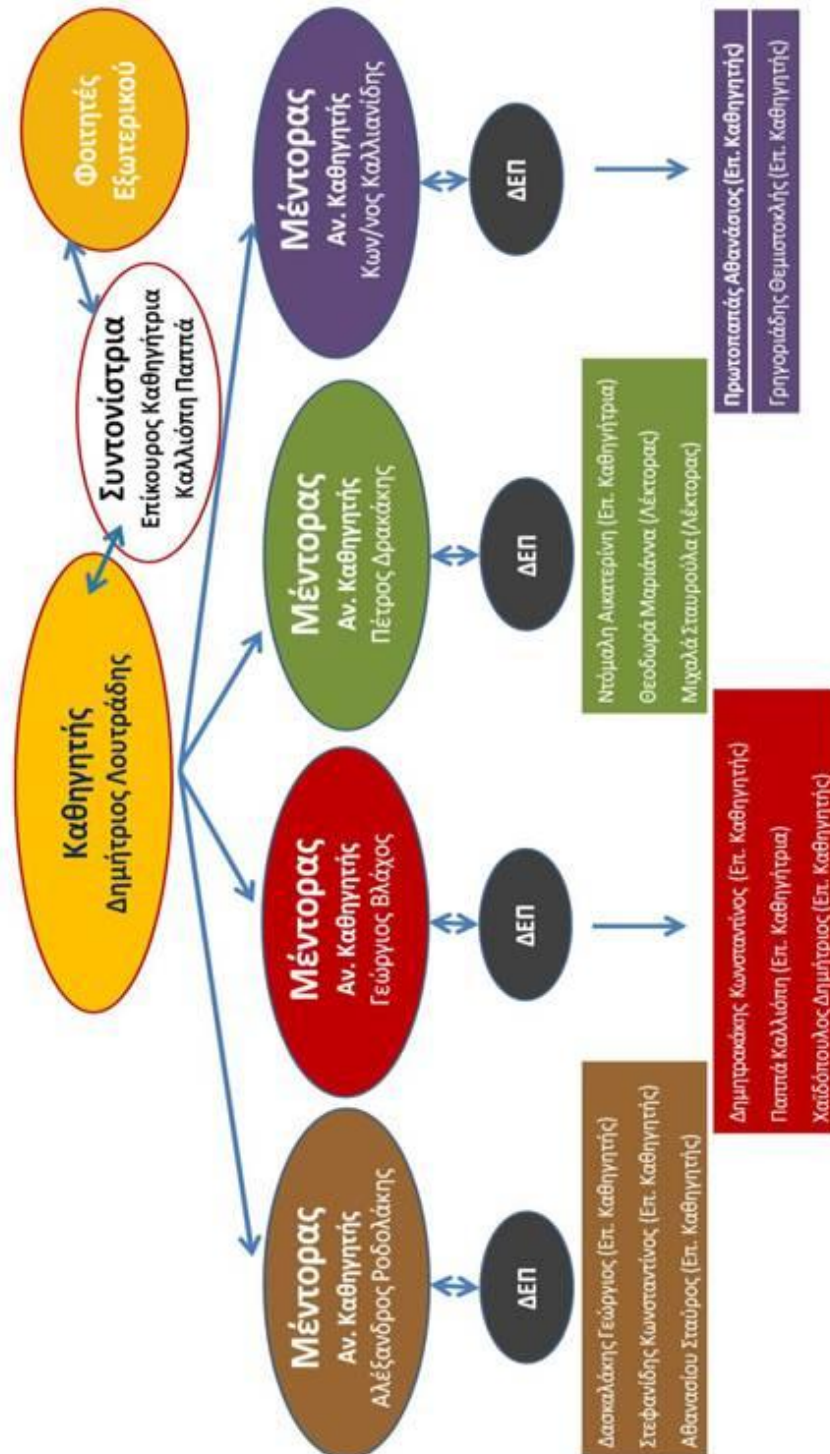 Καθηγητής
Δημήτριος Λουτράδης
Συντονίστρια
Επίκουρος Καθηγήτρια
Καλλιόπη Παππά
Φοιτητές
Εξωτερικού
Μέντορας
Αν. Καθηγητής
Αλέξανδρος Ροδολάκης
Μέντορας
Αν. Καθηγητής
Γεώργιος Βλάχος
Μέντορας
Αν. Καθηγητής
Πέτρος Δρακάκης
Μέντορας
Αν. Καθηγητής
Κων/νος Καλλιανίδης
ΔΕΠ
ΔΕΠ
ΔΕΠ
ΔΕΠ
Δασκαλάκης Γεώργιος (Επ. Καθηγητής)
Στεφανίδης Κωνσταντίνος (Επ. Καθηγητής)
Αθανασίου Σταύρος (Επ. Καθηγητής)
Δημητρακάκης Κωνσταντίνος (Επ. Καθηγητής)
Παππά Καλλιόπη (Επ. Καθηγήτρια)
Χαϊδόπουλος Δημήτριος (Επ. Καθηγητής)
Ντόμαλη Αικατερίνη (Επ. Καθηγήτρια)
Θεοδωρά Μαριάννα (Λέκτορας)
Μιχαλά Σταυρούλα (Λέκτορας)
Πρωτοπαπάς Αθανάσιος (Επ. Καθηγητής)
Γρηγοριάδης Θεμιστοκλής (Επ. Καθηγητής)